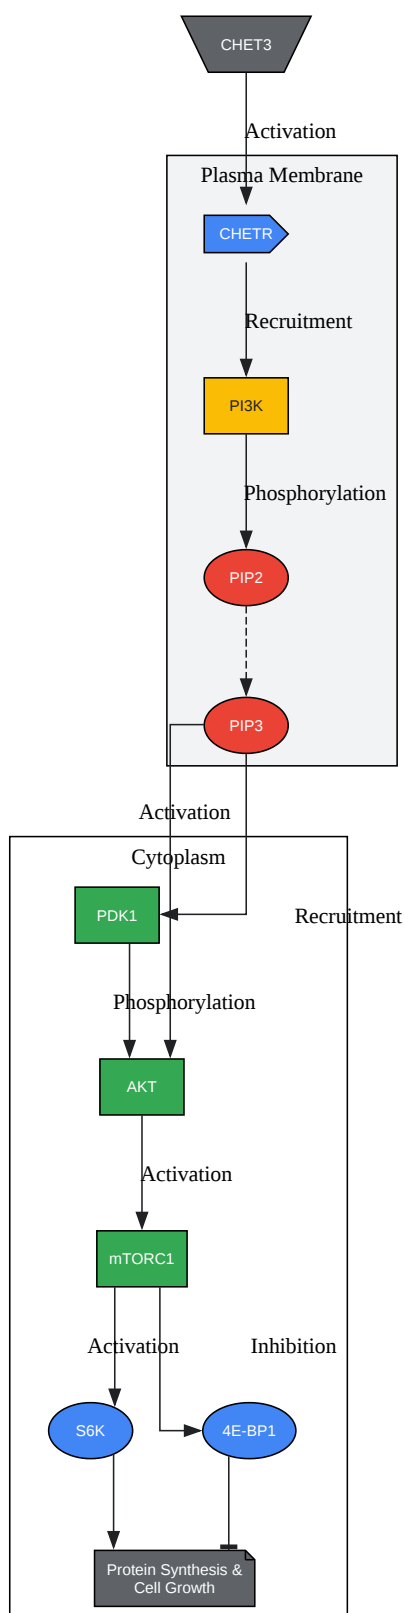 CHET3
Activation
Plasma Membrane
CHETR
Recruitment
PI3K
Phosphorylation
PIP2
PIP3
Activation
Cytoplasm
PDK1
Recruitment
Phosphorylation
AKT
Activation
mTORC1
Activation
Inhibition
S6K
4E-BP1
Protein Synthesis &
Cell Growth